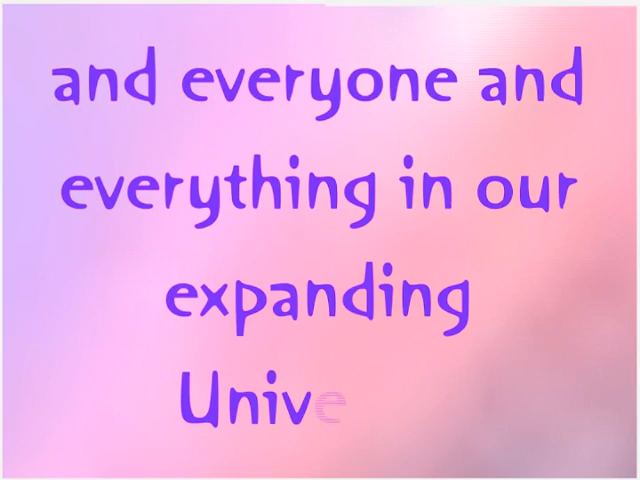 and everyone and
everything in our
expanding
Unive